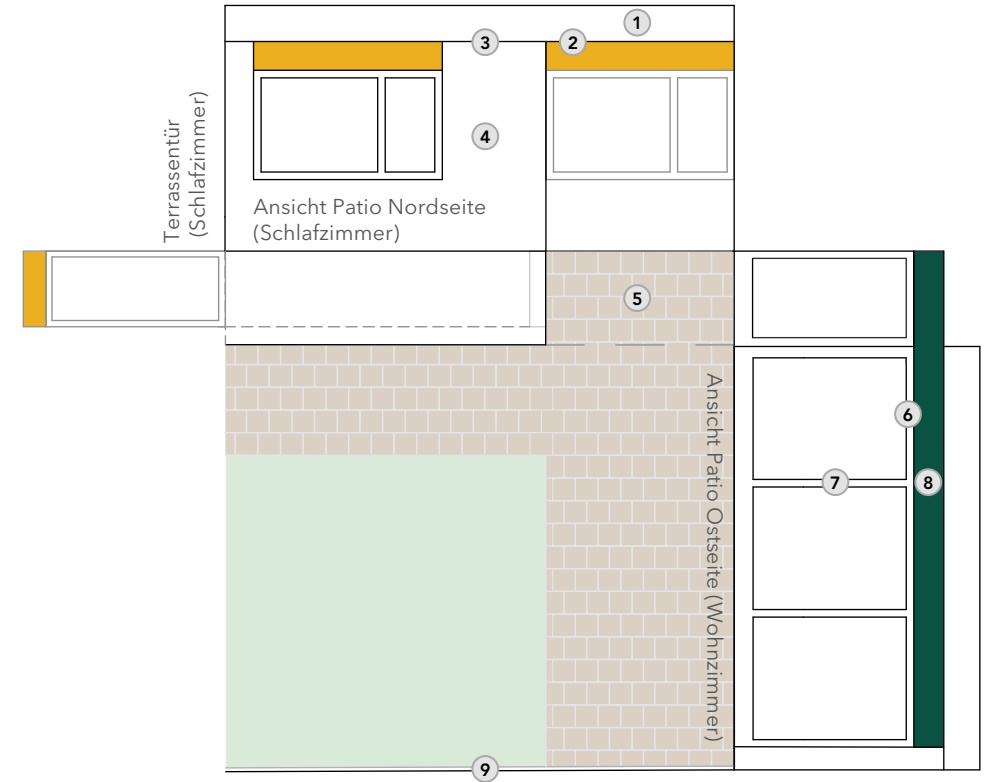 1
3
2
4
Terrassentür
(Schlafzimmer)
Ansicht Patio Nordseite
(Schlafzimmer)
5
Ansicht Patio Ostseite (Wohnzimmer)
6
7
8
9